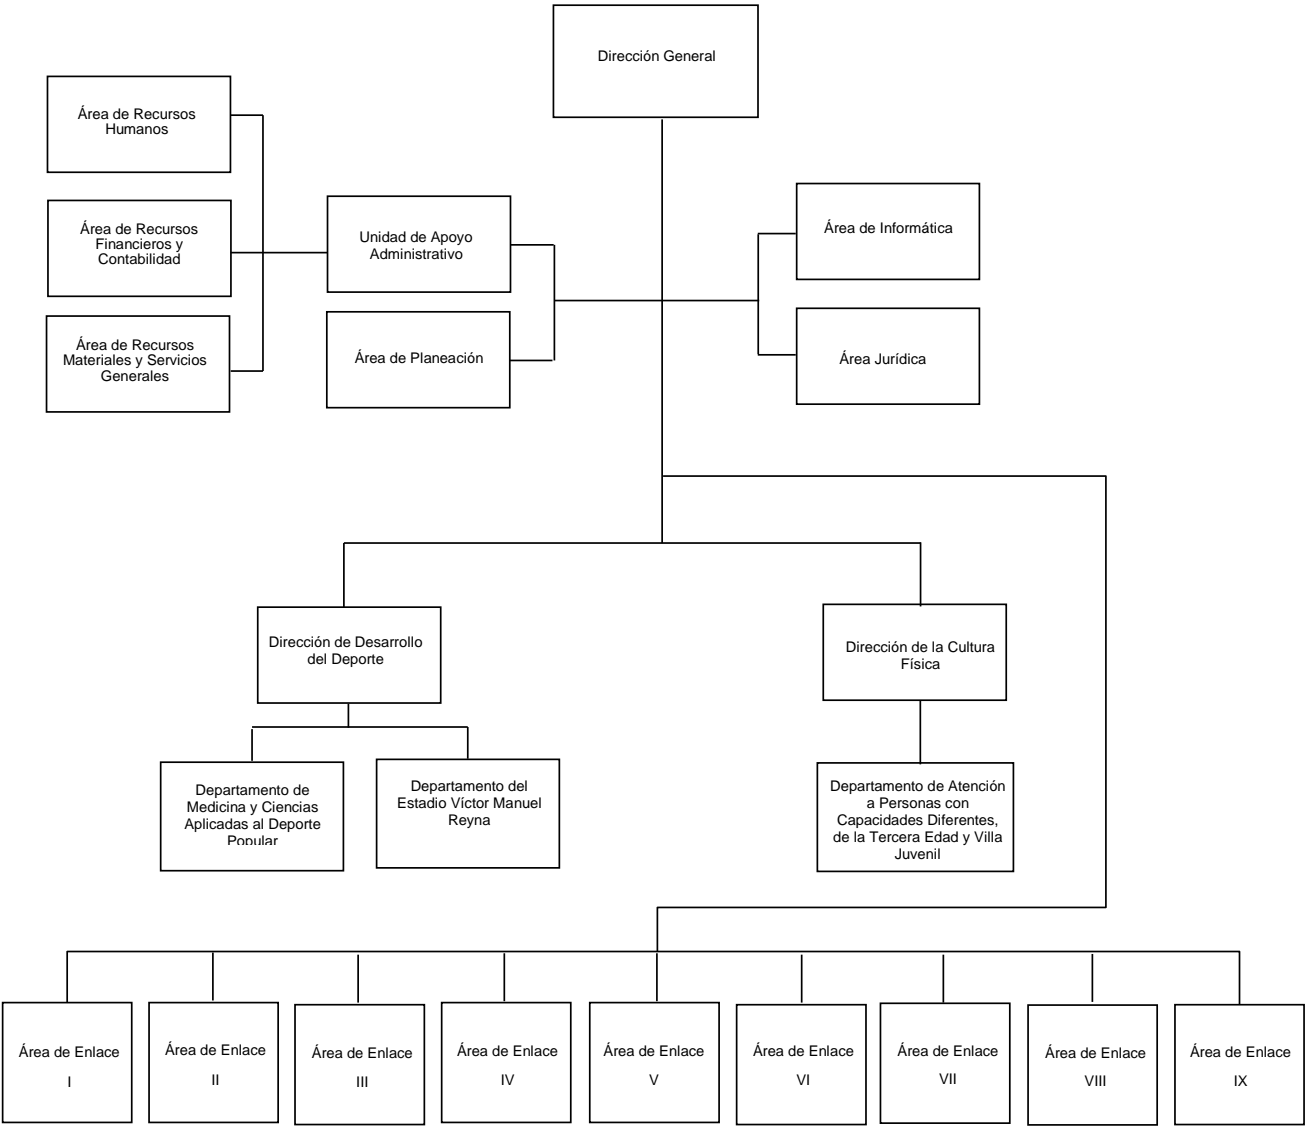 Dirección General
Área de Recursos
Humanos
Área de Recursos
Financieros y
Contabilidad
Área de Recursos
Materiales y Servicios
Generales
Unidad de Apoyo
Administrativo
Área de Planeación
Área de Informática
Área Jurídica
Dirección de Desarrollo
del Deporte
Dirección de la Cultura
Física
Departamento de
Medicina y Ciencias
Aplicadas al Deporte
Popular
Departamento del
Estadio Víctor Manuel
Reyna
Departamento de Atención
a Personas con
Capacidades Diferentes,
de la Tercera Edad y Villa
Juvenil
Área de Enlace
I
Área de Enlace
II
Área de Enlace
III
Área de Enlace
IV
Área de Enlace
V
Área de Enlace
VI
Área de Enlace
VII
Área de Enlace
VIII
Área de Enlace
IX